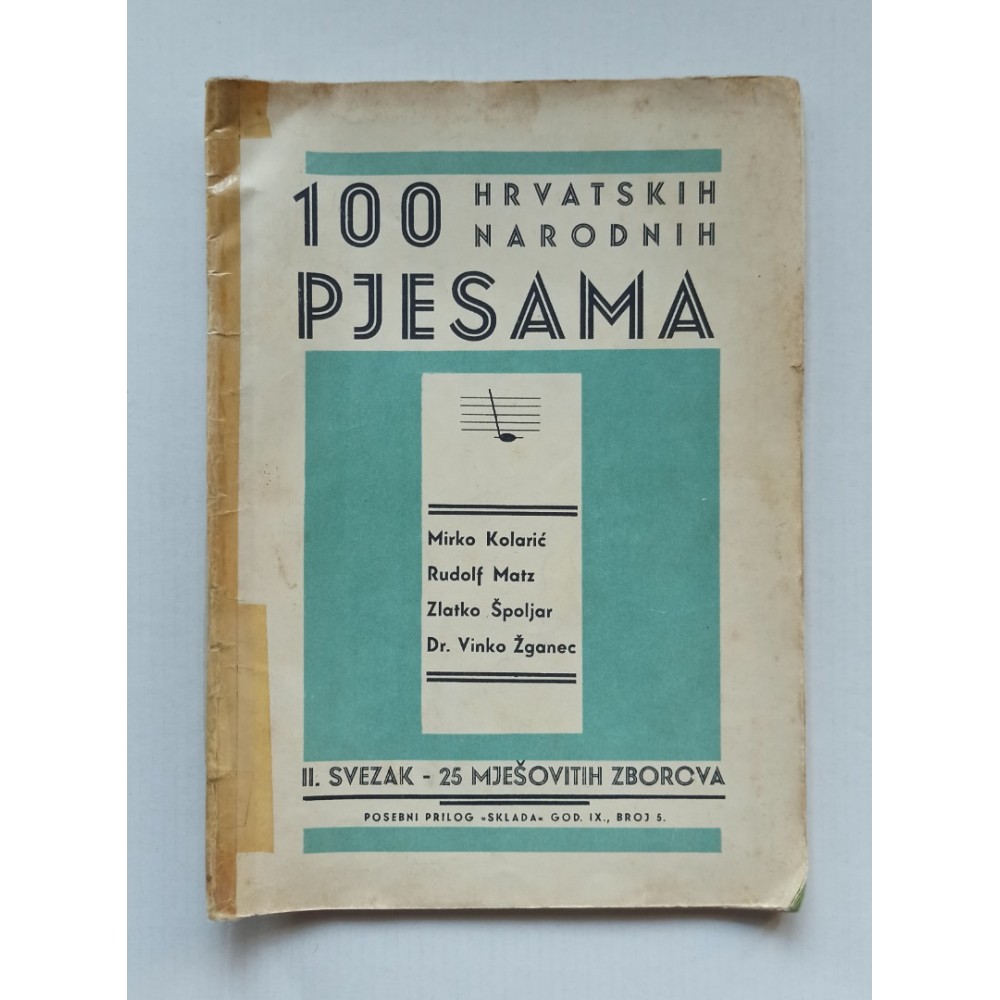 100 HRVATSKIH
NARODNIH
PJESAMA
Mirko Kolarić
Rudolf Matz
Zlatko Špoljar
Dr. Vinko Žganec
II. SVEZAK - 25 MJEŠOVITIH ZBOROVA
POSEBNI PRILOG »SKLADA« GOD. IX., BROJ 5.